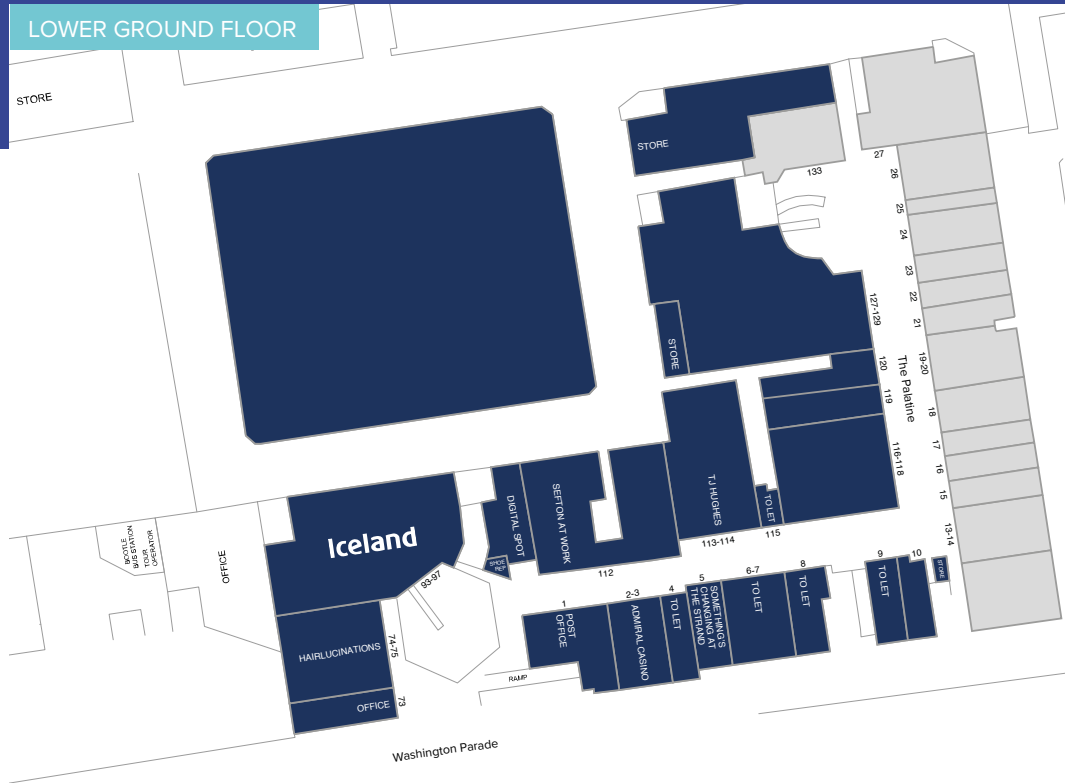 LOWER GROUND FLOOR
STORE
STORE
133
27
26
25
24
23
22
21
127-129
STORE
120
19-20
The Palatine
119
18
116-118
17
16
15
13-14
Iceland
DIGITAL SPOT
SEFTON AT WORK
TJ HUGHES
TO LET
113-114
115
112
SHOE
REP
93-97
BOOTLE
BUS STATION
TOUR
OPERATOR
OFFICE
HAIRLUCINATIONS
74-75
OFFICE
73
1
POST
OFFICE
2-3
ADMIRAL CASINO
4
TO LET
5
SOMETHING'S
CHANGING AT
THE STRAND
6-7
TO LET
8
TO LET
9
TO LET
10
STORE
RAMP
Washington Parade